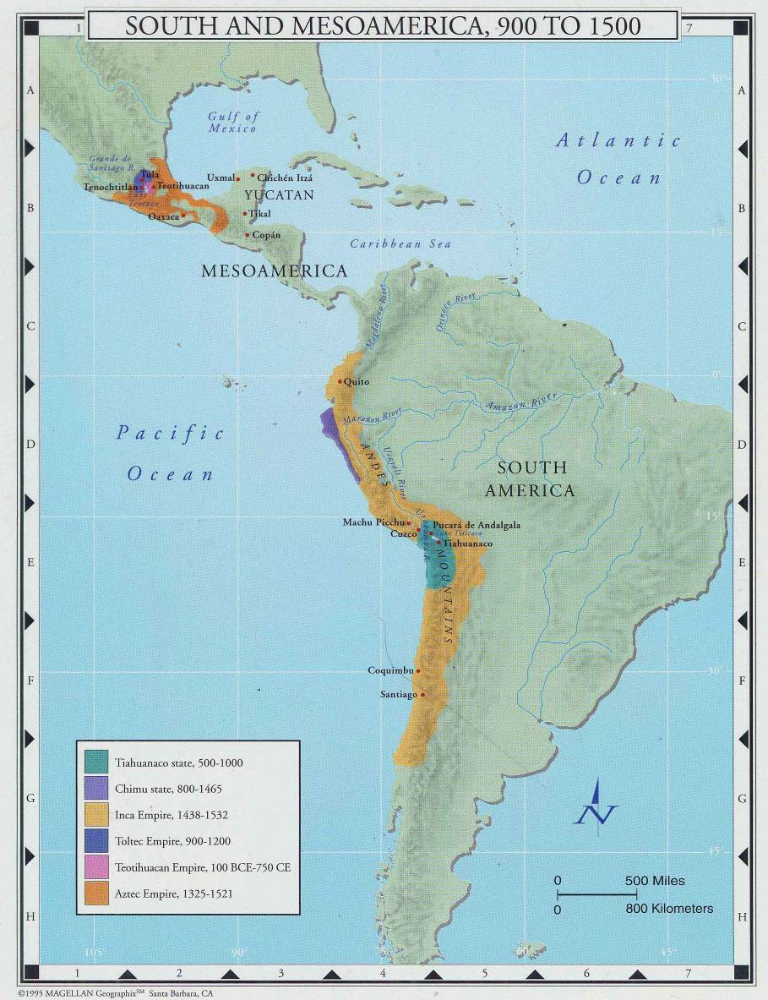 SOUTH AND MESOAMERICA, 900 TO 1500
1
7
A
A
30°
Gulf of
Mexico
Atlantic
Ocean
Grande de
Santiago R.
Tula
Tenochtitlan
Teotihuacan
Lake
Texcoco
Oaxaca
Uxmal
Chichén Itzá
YUCATAN
Tikal
Copán
B
B
15°
Caribbean Sea
MESOAMERICA
Magdalena River
Orinoco River
C
C
0°
Quito
Amazon River
Marañon River
Pacific
Ocean
D
D
ANDES
Ucayali River
SOUTH
AMERICA
15°
Machu Picchu
Cuzco
Pucará de Andalgala
Lake Titicaca
Tiahuanaco
E
E
MOUNTAINS
Coquimbu
30°
F
F
Santiago
Tiahuanaco state, 500-1000
Chimu state, 800-1465
Inca Empire, 1438-1532
Toltec Empire, 900-1200
Teotihuacan Empire, 100 BCE-750 CE
Aztec Empire, 1325-1521
G
G
N
45°
0 500 Miles
0 800 Kilometers
H
H
105°
90°
75°
60°
45°
1 2 3 4 5 6 7
©1995 MAGELLAN Geographix℠ Santa Barbara, CA